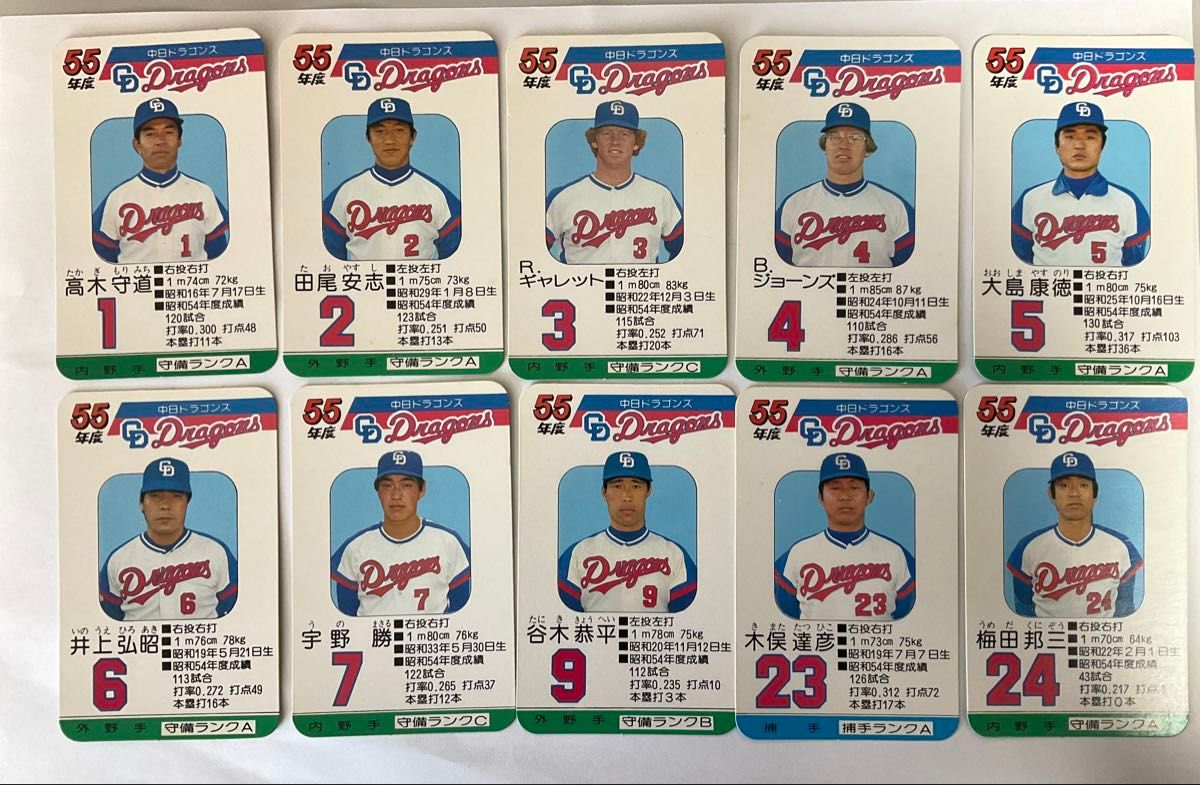 55
年度
中日ドラゴンズ
CD Dragons
CD
Dragons
1
たか ぎ もり みち
高木守道
1
■右投右打
■1m74cm 72kg
■昭和16年7月17日生
■昭和54年度成績
120試合
打率0.300 打点48
本塁打11本
内野手 守備ランクA
55
年度
中日ドラゴンズ
CD Dragons
CD
Dragons
2
た お やす し
田尾安志
2
■左投左打
■1m75cm 73kg
■昭和29年1月8日生
■昭和54年度成績
123試合
打率0.251 打点50
本塁打13本
外野手 守備ランクA
55
年度
中日ドラゴンズ
CD Dragons
CD
Dragons
3
R.
ギャレット
3
■右投右打
■1m80cm 83kg
■昭和22年12月3日生
■昭和54年度成績
115試合
打率0.252 打点71
本塁打20本
内野手 守備ランクC
55
年度
中日ドラゴンズ
CD Dragons
CD
Dragons
4
B.
ジョーンズ
4
■左投左打
■1m85cm 87kg
■昭和24年10月11日生
■昭和54年度成績
110試合
打率0.286 打点56
本塁打16本
外野手 守備ランクA
55
年度
中日ドラゴンズ
CD Dragons
CD
Dragons
5
おお しま やす のり
大島康徳
5
■右投右打
■1m80cm 75kg
■昭和25年10月16日生
■昭和54年度成績
130試合
打率0.317 打点103
本塁打36本
内野手 守備ランクA
55
年度
中日ドラゴンズ
CD Dragons
CD
Dragons
6
いの うえ ひろ あき
井上弘昭
6
■右投右打
■1m76cm 78kg
■昭和19年5月21日生
■昭和54年度成績
113試合
打率0.272 打点49
本塁打16本
外野手 守備ランクA
55
年度
中日ドラゴンズ
CD Dragons
CD
Dragons
7
う の まさる
宇野 勝
7
■右投右打
■1m80cm 76kg
■昭和33年5月30日生
■昭和54年度成績
122試合
打率0.265 打点37
本塁打12本
内野手 守備ランクC
55
年度
中日ドラゴンズ
CD Dragons
CD
Dragons
9
たに き きょう へい
谷木恭平
9
■左投左打
■1m78cm 75kg
■昭和20年11月12日生
■昭和54年度成績
112試合
打率0.235 打点10
本塁打3本
外野手 守備ランクB
55
年度
中日ドラゴンズ
CD Dragons
CD
Dragons
23
き また たつ ひこ
木俣達彦
23
■右投右打
■1m73cm 75kg
■昭和19年7月7日生
■昭和54年度成績
126試合
打率0.312 打点72
本塁打17本
捕手 捕手ランクA
55
年度
中日ドラゴンズ
CD Dragons
CD
Dragons
24
うめ だ くに ぞう
梅田邦三
24
■右投右打
■1m70cm 64kg
■昭和22年2月1日生
■昭和54年度成績
43試合
打率0.217 打点
本塁打0本
内野手 守備ランクA